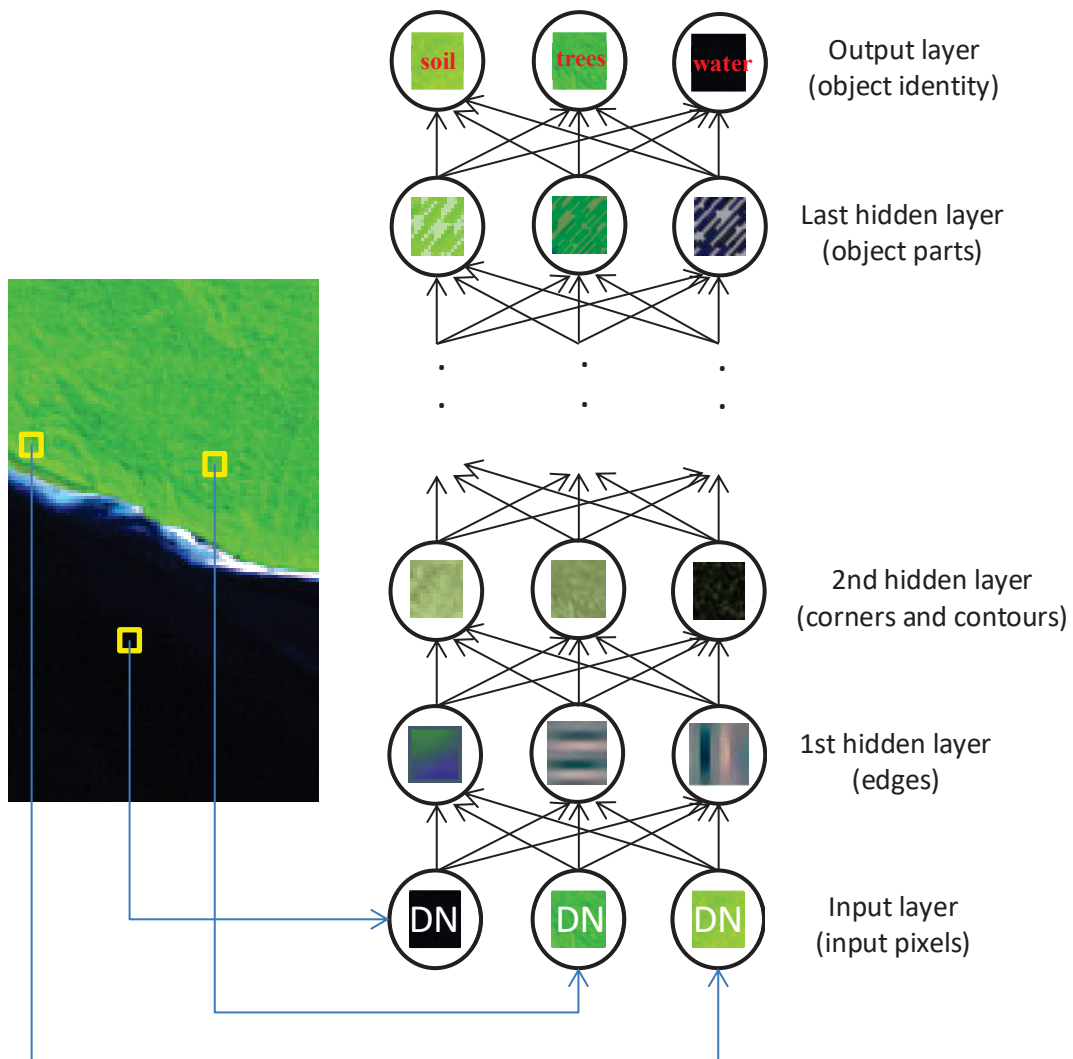 soil
trees
water
Output layer
(object identity)
Last hidden layer
(object parts)
2nd hidden layer
(corners and contours)
1st hidden layer
(edges)
DN
DN
DN
Input layer
(input pixels)